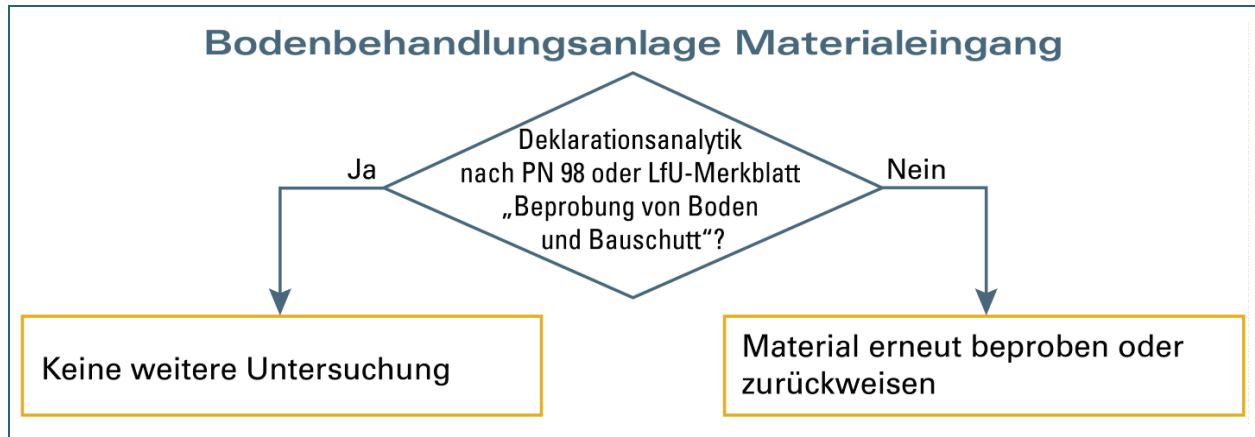 Bodenbehandlungsanlage Materialeingang
Deklarationsanalytik
nach PN 98 oder LfU-Merkblatt
„Beprobung von Boden
und Bauschutt“?
Ja
Nein
Keine weitere Untersuchung
Material erneut beproben oder
zurückweisen